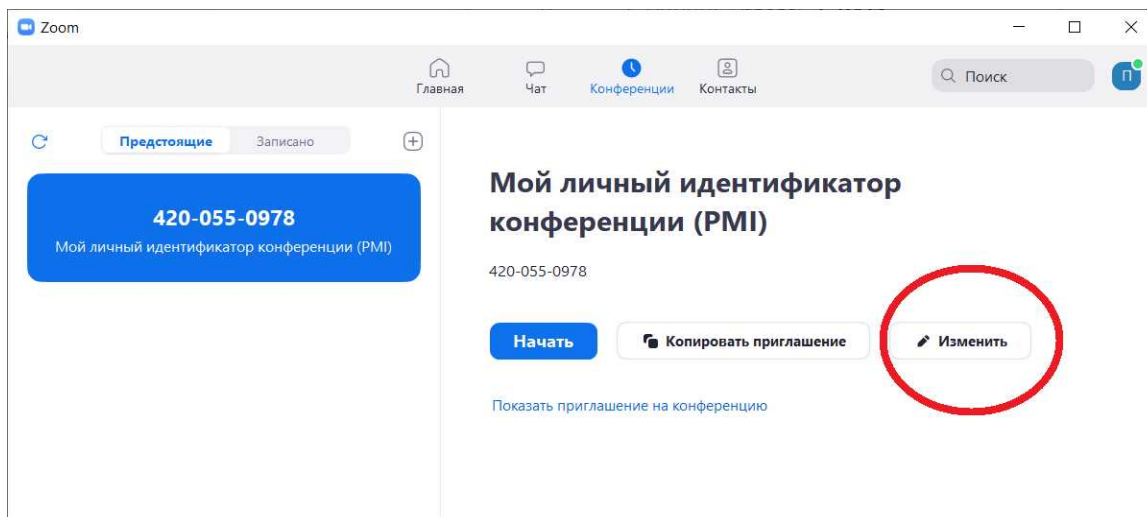 Zoom
Главная
Чат
Конференции
Контакты
Поиск
П
Предстоящие
Записано
420-055-0978
Мой личный идентификатор конференции (PMI)
Мой личный идентификатор
конференции (PMI)
420-055-0978
Начать
Копировать приглашение
Изменить
Показать приглашение на конференцию